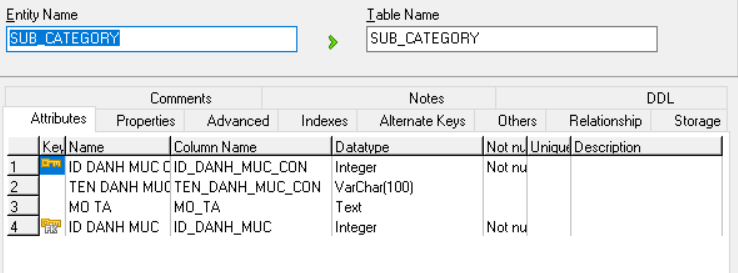 Entity Name Table Name
SUB_CATEGORY SUB_CATEGORY
Comments Notes DDL
Attributes Properties Advanced Indexes Alternate Keys Others Relationship Storage
Key Name Column Name Datatype Not nu Unique Description
1 ID DANH MUC C ID_DANH_MUC_CON Integer Not nu
2 TEN DANH MUC TEN_DANH_MUC_CON VarChar(100)
3 MO TA MO_TA Text
4 FK ID DANH MUC ID_DANH_MUC Integer Not nu